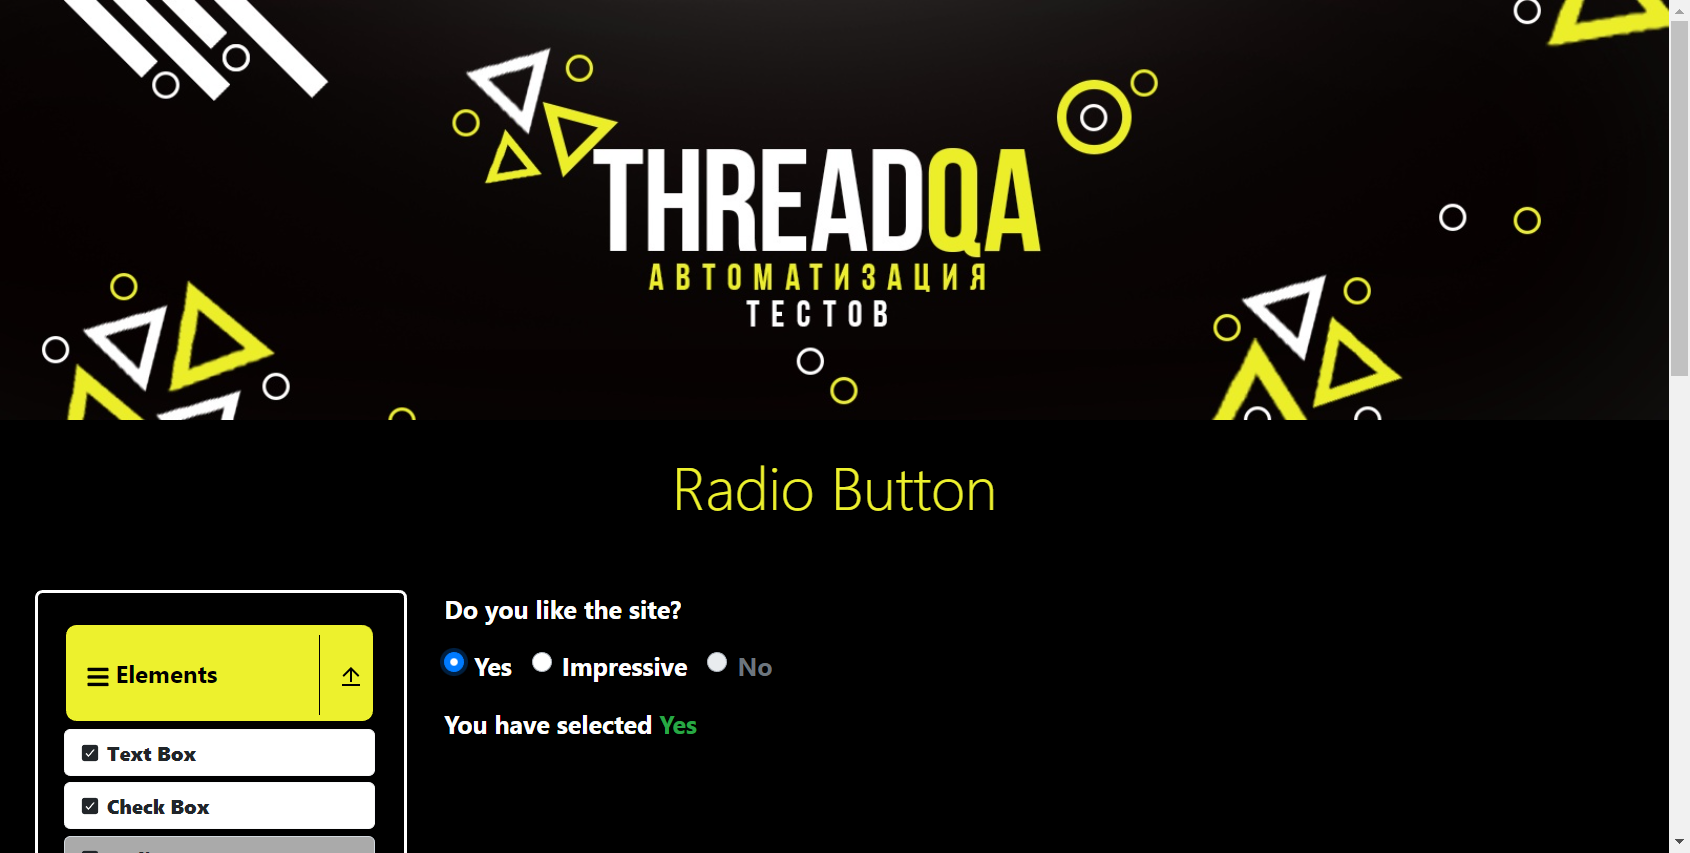 THREADQA
АВТОМАТИЗАЦИЯ
ТЕСТОВ
Radio Button
Do you like the site?
Yes Impressive No
You have selected Yes
Elements
Text Box
Check Box